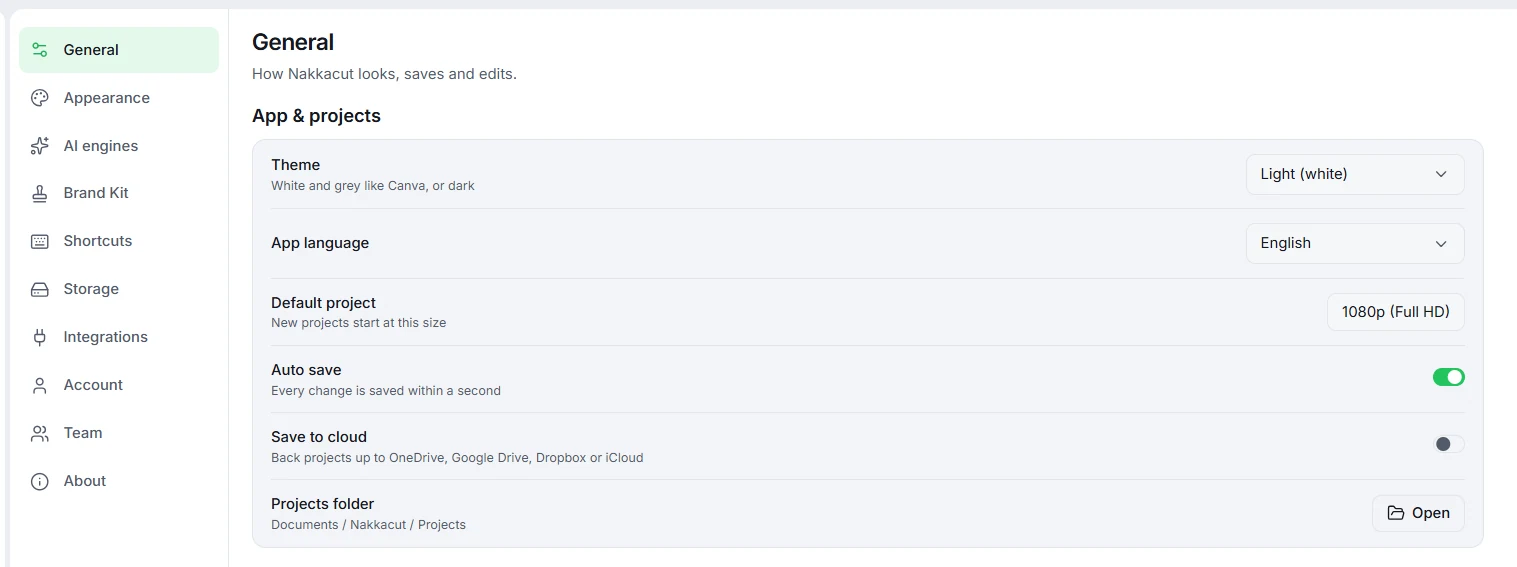 General
Appearance
AI engines
Brand Kit
Shortcuts
Storage
Integrations
Account
Team
About
General
How Nakkacut looks, saves and edits.
App & projects
Theme
White and grey like Canva, or dark
Light (white)
App language
English
Default project
New projects start at this size
1080p (Full HD)
Auto save
Every change is saved within a second
Save to cloud
Back projects up to OneDrive, Google Drive, Dropbox or iCloud
Projects folder
Documents / Nakkacut / Projects
Open